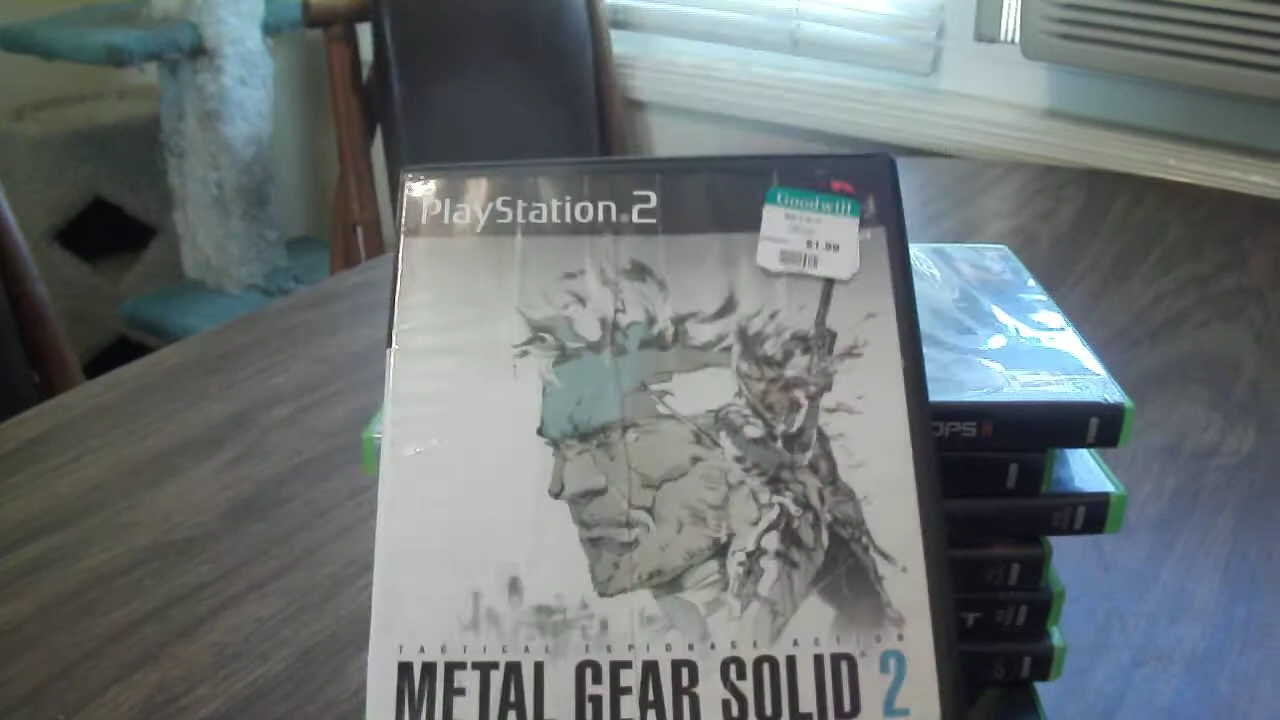 PlayStation.2
Goodwill
$1.99
TACTICAL ESPIONAGE ACTION
METAL GEAR SOLID 2
OPS II